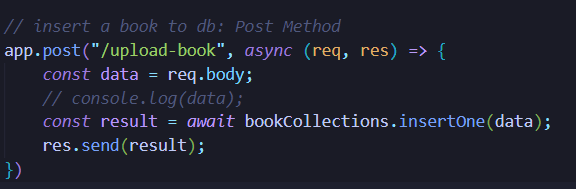 // insert a book to db: Post Method
app.post("/upload-book", async (req, res) => {
    const data = req.body;
    // console.log(data);
    const result = await bookCollections.insertOne(data);
    res.send(result);
})